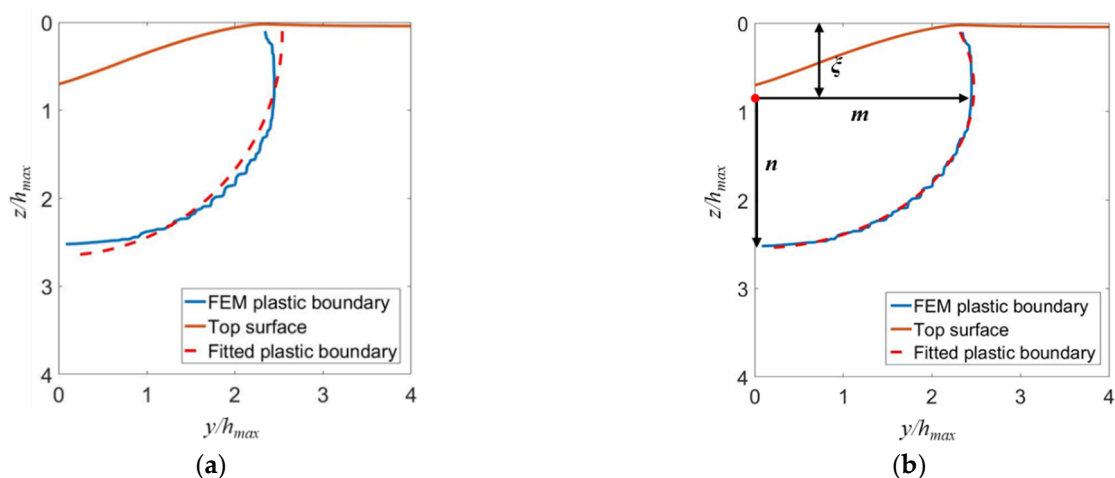 0
1
2
3
4
z/hmax
FEM plastic boundary
Top surface
Fitted plastic boundary
0 1 2 3 4
y/hmax
(a)
0
1
2
3
4
z/hmax
ξ
m
n
FEM plastic boundary
Top surface
Fitted plastic boundary
0 1 2 3 4
y/hmax
(b)